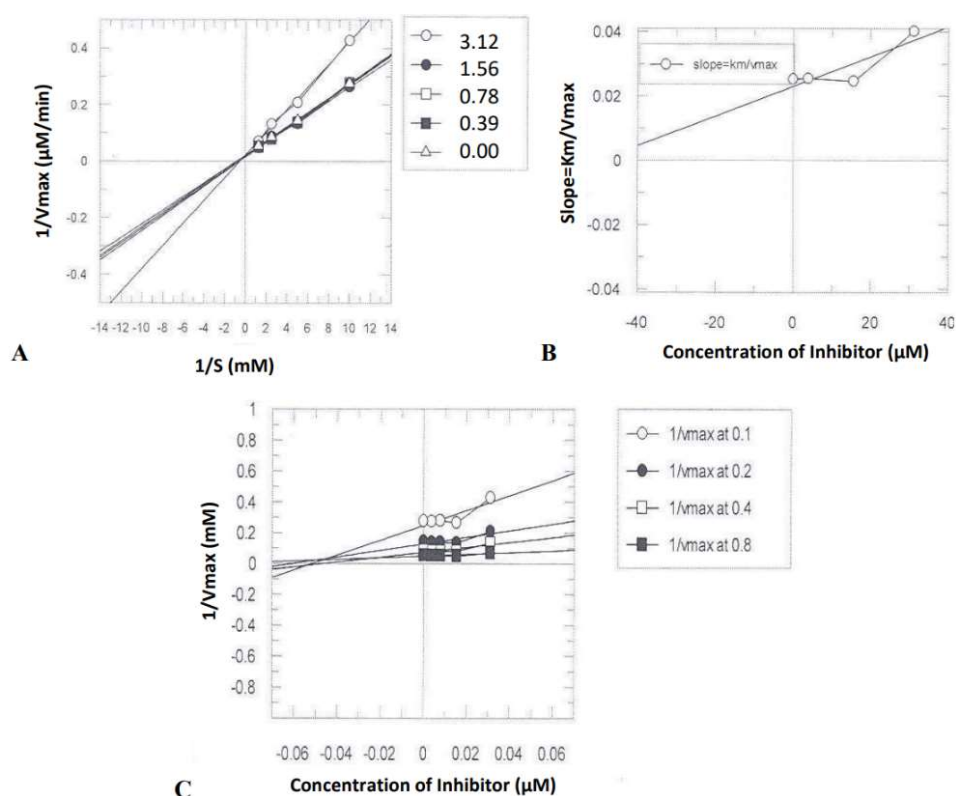 0.4
0.2
0
-0.2
-0.4
-14 -12 -10 -8 -6 -4 -2 0 2 4 6 8 10 12 14
1/Vmax (µM/min)
1/S (mM)
A
3.12
1.56
0.78
0.39
0.00
slope=km/vmax
0.04
0.02
0
-0.02
-0.04
-40 -20 0 20 40
Slope=Km/Vmax
Concentration of Inhibitor (µM)
B
1
0.8
0.6
0.4
0.2
0
-0.2
-0.4
-0.6
-0.8
-0.06 -0.04 -0.02 0 0.02 0.04 0.06
1/Vmax (mM)
Concentration of Inhibitor (µM)
C
1/vmax at 0.1
1/vmax at 0.2
1/vmax at 0.4
1/vmax at 0.8